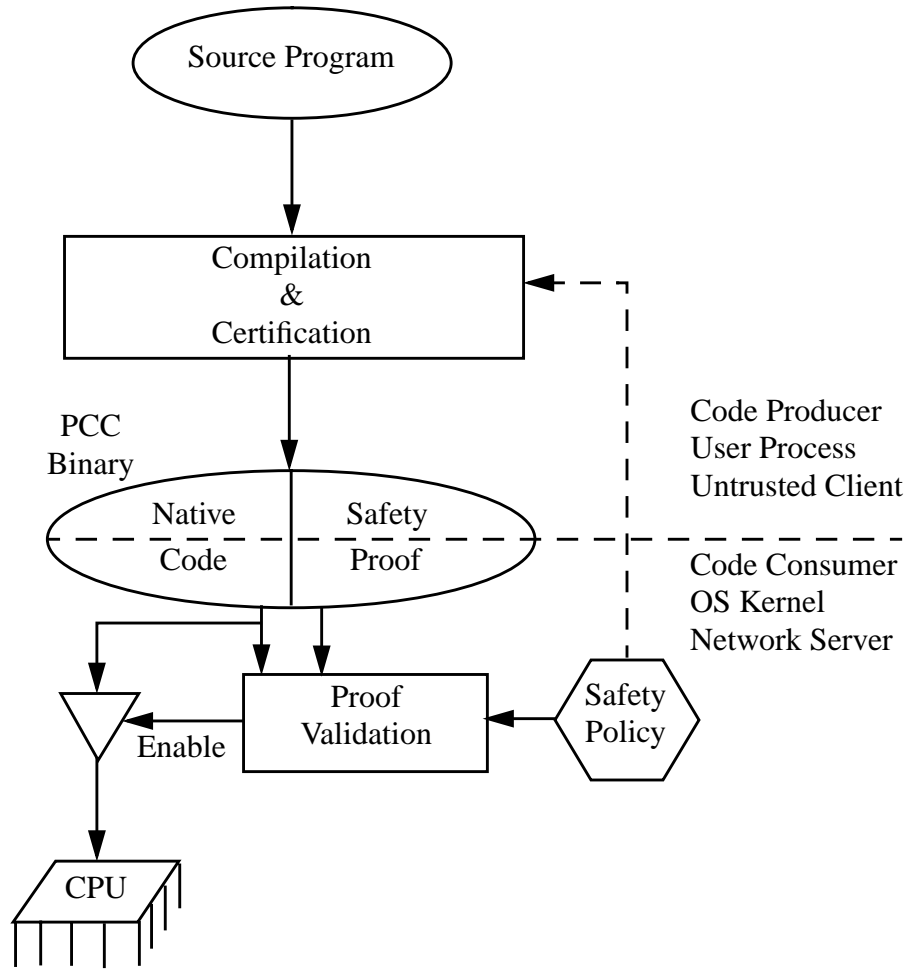 Source Program
Compilation
&
Certification
PCC
Binary
Native
Safety
Code
Proof
Code Producer
User Process
Untrusted Client
Code Consumer
OS Kernel
Network Server
Proof
Validation
Safety
Policy
Enable
CPU